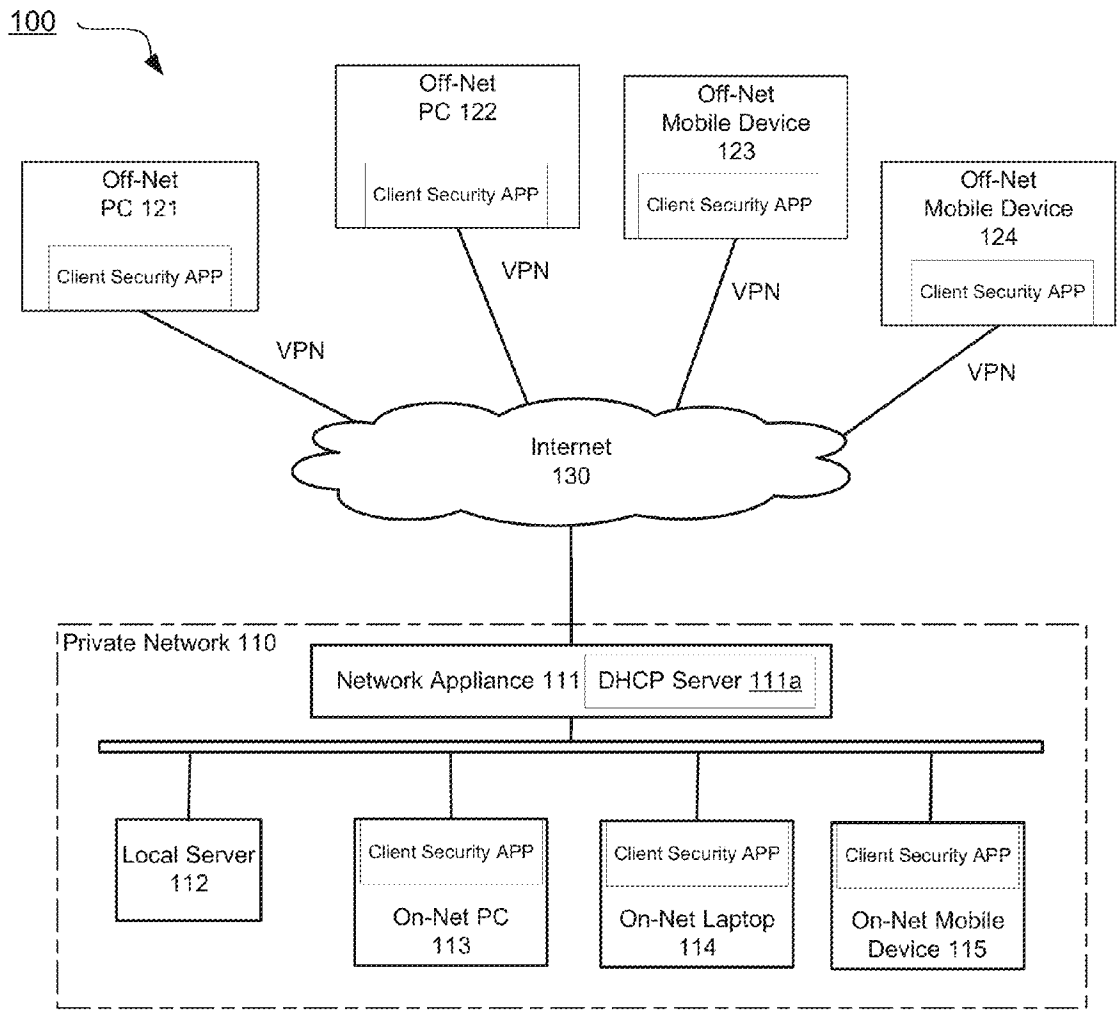 100
Off-Net
PC 121
Client Security APP
Off-Net
PC 122
Client Security APP
Off-Net
Mobile Device
123
Client Security APP
Off-Net
Mobile Device
124
Client Security APP
VPN
VPN
VPN
VPN
Internet
130
Private Network 110
Network Appliance 111
DHCP Server 111a
Local Server
112
Client Security APP
On-Net PC
113
Client Security APP
On-Net Laptop
114
Client Security APP
On-Net Mobile
Device 115